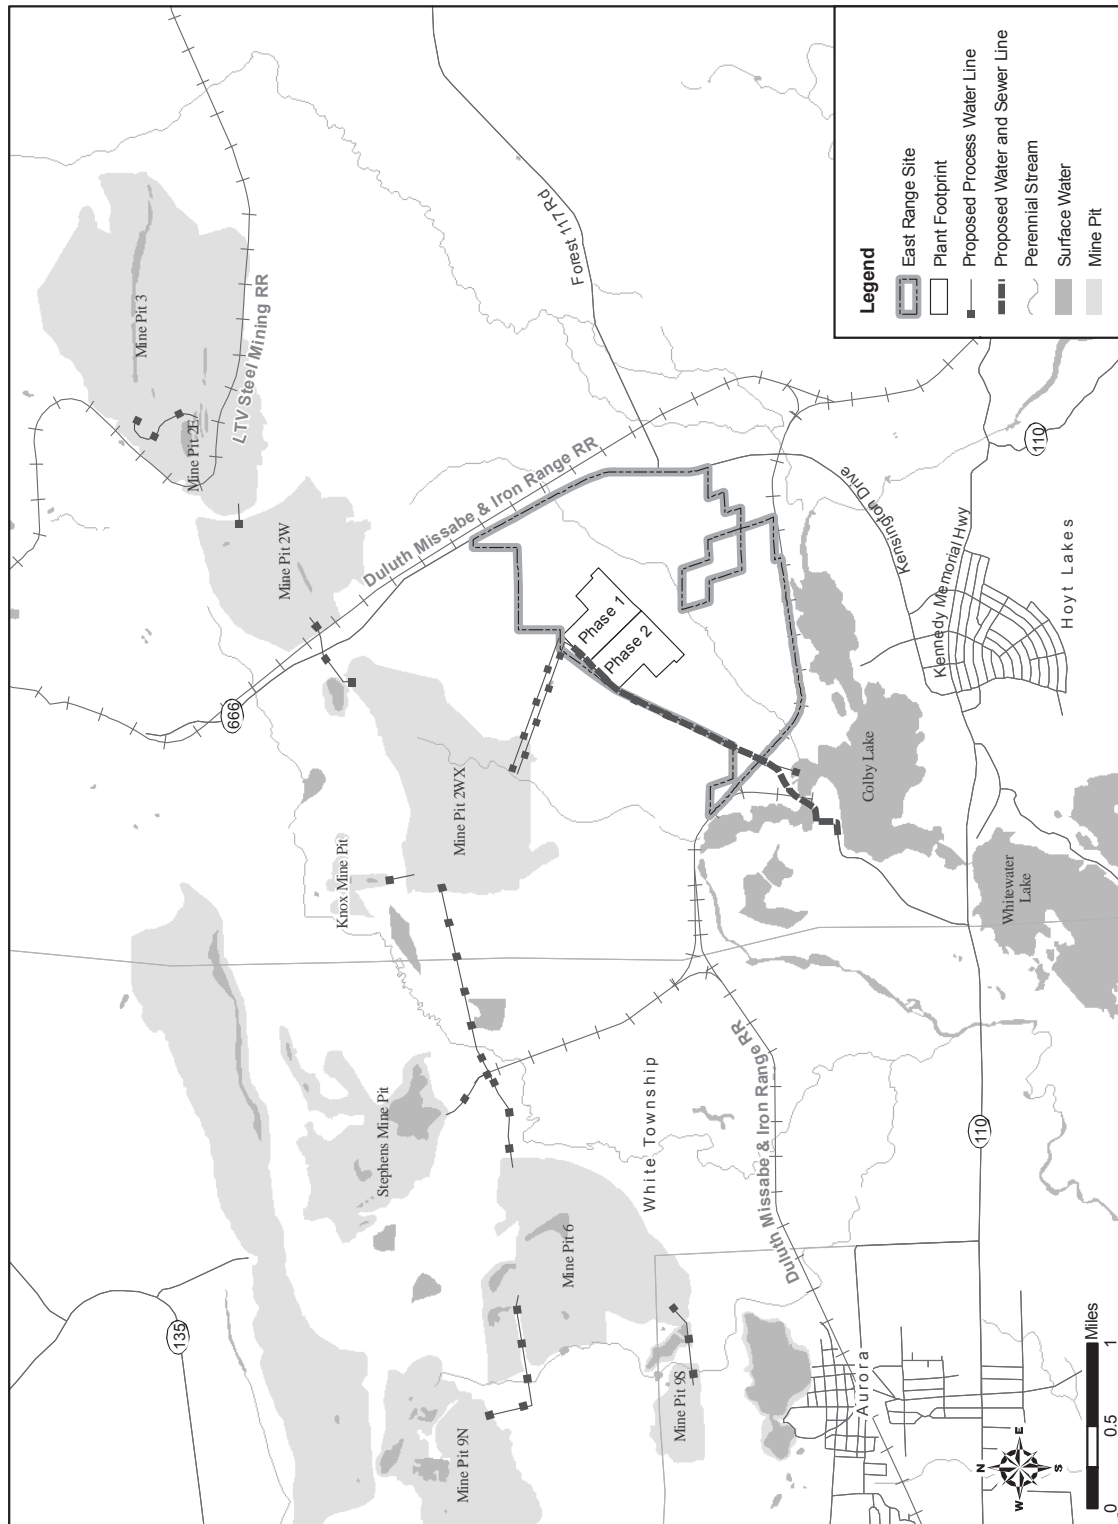 Legend
East Range Site
Plant Footprint
Proposed Process Water Line
Proposed Water and Sewer Line
Perennial Stream
Surface Water
Mine Pit
Mine Pit 3
Mine Pit 2E
LTV Steel Mining RR
Mine Pit 2W
Duluth Missabe & Iron Range RR
Forest 117 Rd
666
Mine Pit 2WX
Knox Mine Pit
Phase 1
Phase 2
Kensington Drive
Kennedy Memorial Hwy
110
Hoyt Lakes
Colby Lake
Whitewater
Lake
Stephens Mine Pit
White Township
Duluth Missabe & Iron Range RR
110
135
Mine Pit 6
Mine Pit 9N
Mine Pit 9S
Aurora
N
E
S
W
Miles
0
0.5
1